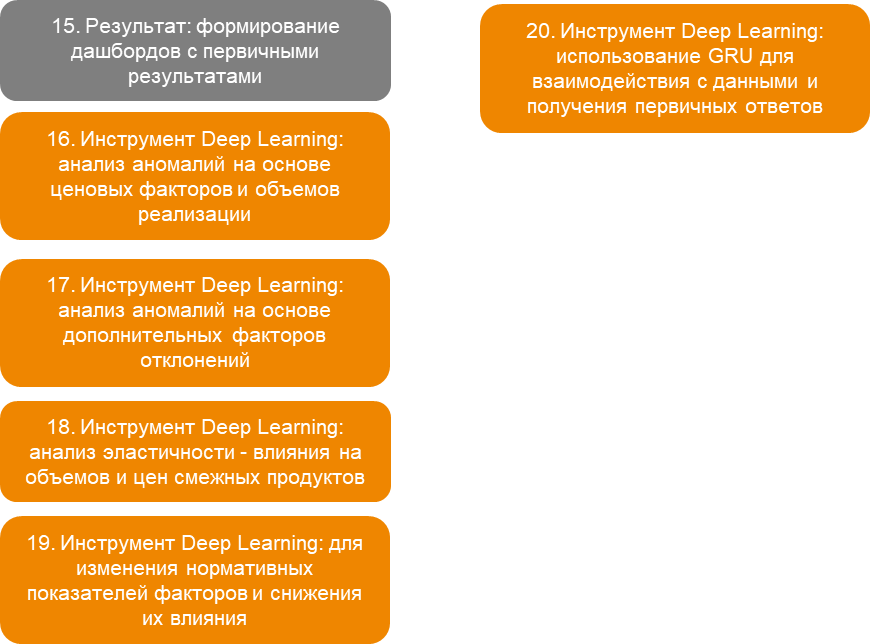 15. Результат: формирование
дашбордов с первичными
результатами
16. Инструмент Deep Learning:
анализ аномалий на основе
ценовых факторов и объемов
реализации
17. Инструмент Deep Learning:
анализ аномалий на основе
дополнительных факторов
отклонений
18. Инструмент Deep Learning:
анализ эластичности - влияния на
объемов и цен смежных продуктов
19. Инструмент Deep Learning: для
изменения нормативных
показателей факторов и снижения
их влияния
20. Инструмент Deep Learning:
использование GRU для
взаимодействия с данными и
получения первичных ответов